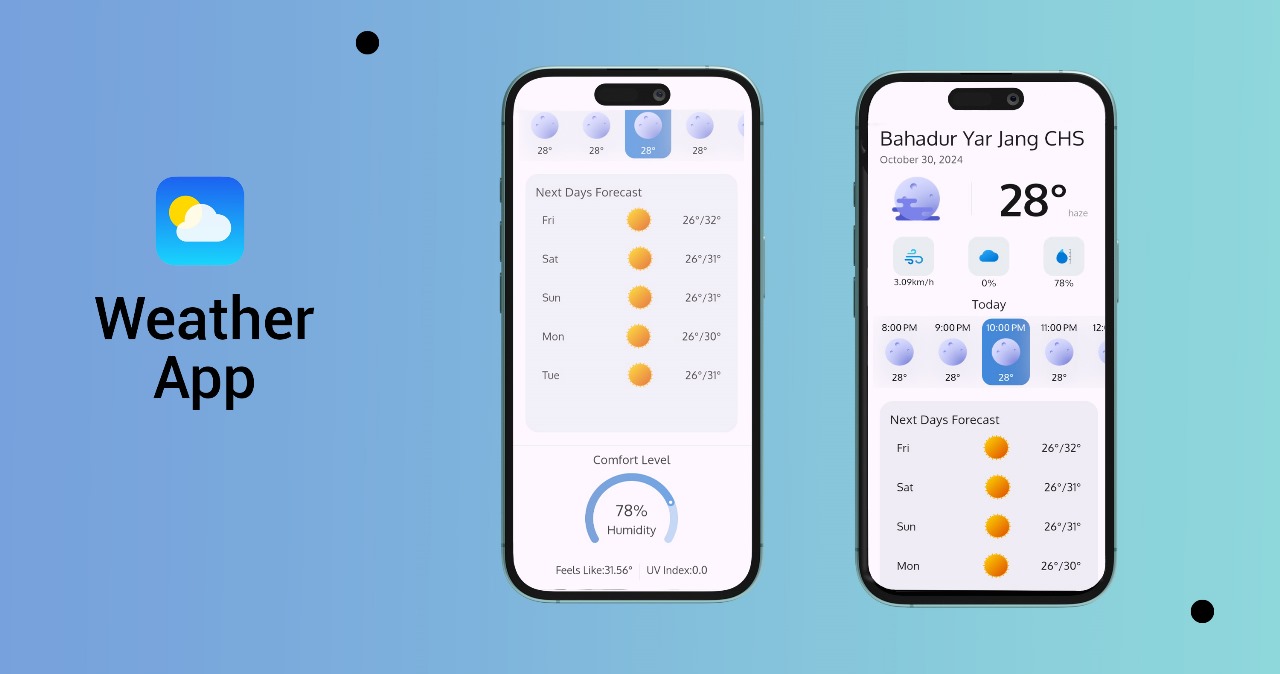 Weather
App
28° 28° 28° 28°
Next Days Forecast
Fri 26°/32°
Sat 26°/31°
Sun 26°/31°
Mon 26°/30°
Tue 26°/31°
Comfort Level
78%
Humidity
Feels Like:31.56° UV Index:0.0
Bahadur Yar Jang CHS
October 30, 2024
28° haze
3.09km/h 0% 78%
Today
8:00 PM 9:00 PM 10:00 PM 11:00 PM 12:
28° 28° 28° 28°
Next Days Forecast
Fri 26°/32°
Sat 26°/31°
Sun 26°/31°
Mon 26°/30°